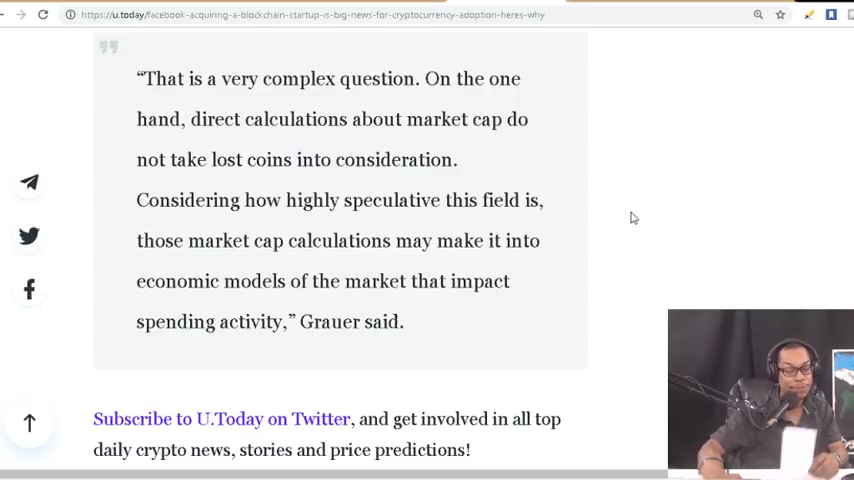 https://u.today/facebook-acquirinng-a-blockchain-startup-is-big-news-for-cryptocurrency-adoption-heres-why
“That is a very complex question. On the one
hand, direct calculations about market cap do
not take lost coins into consideration.
Considering how highly speculative this field is,
those market cap calculations may make it into
economic models of the market that impact
spending activity,” Grauer said.
Subscribe to U.Today on Twitter, and get involved in all top
daily crypto news, stories and price predictions!